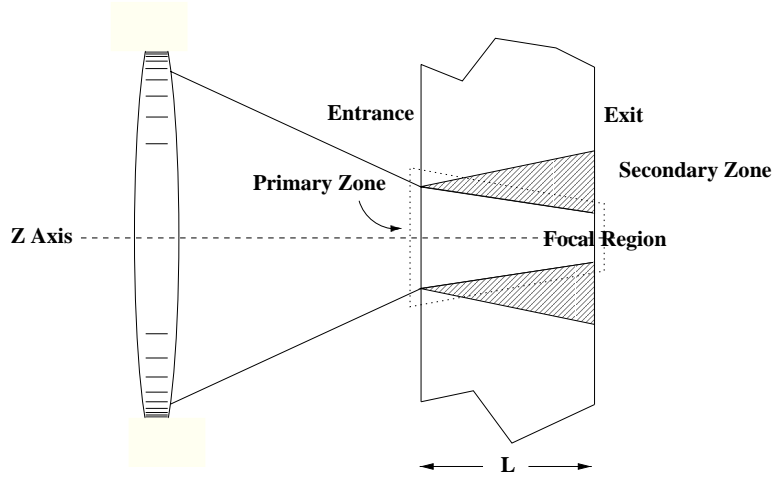 Entrance
Exit
Primary Zone
Secondary Zone
Z Axis
Focal Region
L